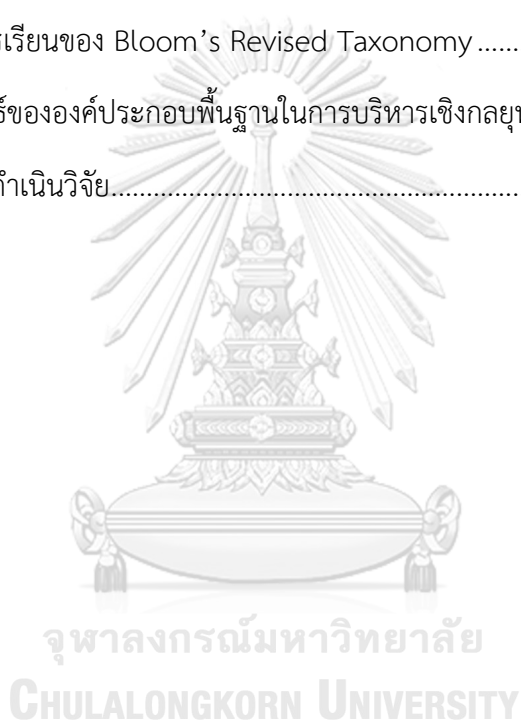 รเรียนของ Bloom’s Revised Taxonomy .......
ธ์ขององค์ประกอบพื้นฐานในการบริหารเชิงกลยุท
ำเนินวิจัย..........................................................
จุฬาลงกรณ์มหาวิทยาลัย
CHULALONGKORN UNIVERSITY